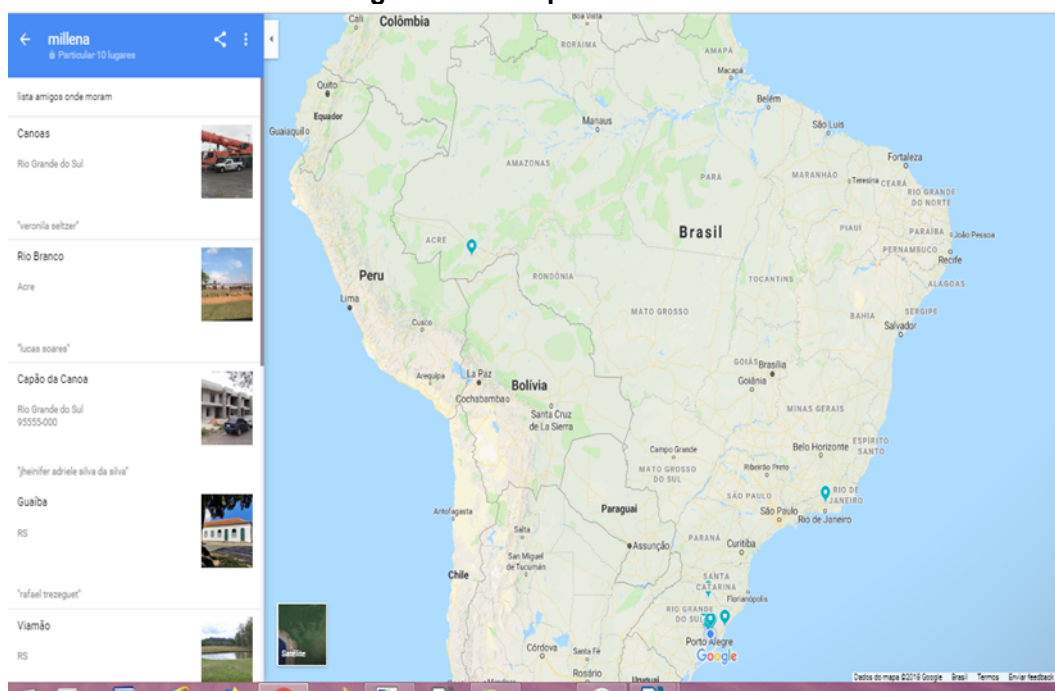 millena
Particular·10 lugares
lista amigos onde moram
Canoas
Rio Grande do Sul
"veronila seltzer"
Rio Branco
Acre
"lucas soares"
Capão da Canoa
Rio Grande do Sul
95555-000
"jheinifer adriele silva da silva"
Guaíba
RS
"rafael trezeguet"
Viamão
RS
Cali
Colômbia
Boa Vista
RORAIMA
AMAPÁ
Macapá
Quito
Equador
Guaiaquil
Manaus
Belém
São Luís
Fortaleza
AMAZONAS
PARÁ
MARANHÃO
Teresina
CEARÁ
RIO GRANDE
DO NORTE
Brasil
PIAUÍ
PARAÍBA
João Pessoa
ACRE
PERNAMBUCO
Recife
Peru
RONDÔNIA
TOCANTINS
ALAGOAS
Lima
MATO GROSSO
BAHIA
SERGIPE
Cusco
Salvador
GOIÁS
Brasília
Arequipa
La Paz
Bolívia
Goiânia
Cochabamba
Santa Cruz
de La Sierra
MINAS GERAIS
Campo Grande
Belo Horizonte
ESPÍRITO
SANTO
MATO GROSSO
DO SUL
Ribeirão Preto
SÃO PAULO
RIO DE
JANEIRO
Antofagasta
Paraguai
São Paulo
Rio de Janeiro
Salta
Assunção
PARANÁ
Curitiba
San Miguel
de Tucumán
Chile
SANTA
CATARINA
Florianópolis
RIO GRANDE
DO SUL
Porto Alegre
Satélite
Córdova
Santa Fé
Google
Rosário
Uruguai
Dados do mapa ©2018 Google
Brasil
Termos
Enviar feedback